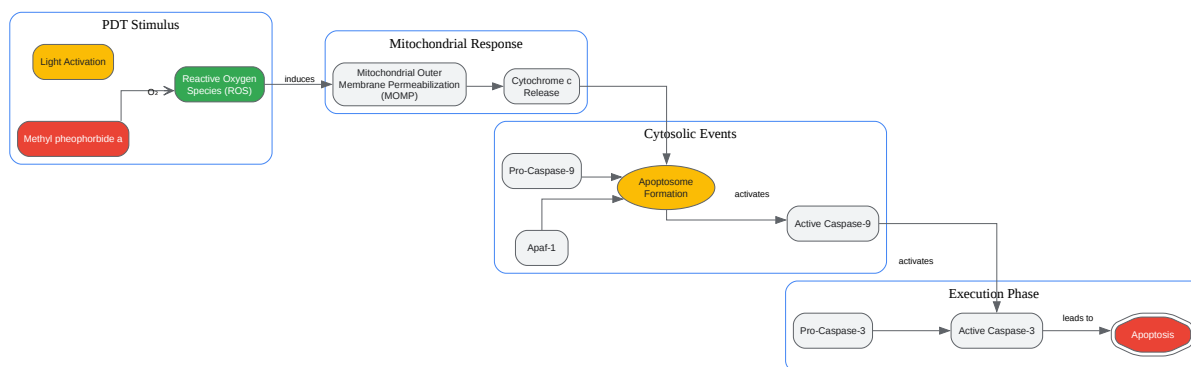 PDT Stimulus
Light Activation
Reactive Oxygen
Species (ROS)
O₂
Methyl pheophorbide a
induces
Mitochondrial Response
Mitochondrial Outer
Membrane Permeabilization
(MOMP)
Cytochrome c
Release
Cytosolic Events
Pro-Caspase-9
Apoptosome
Formation
Apaf-1
activates
Active Caspase-9
activates
Execution Phase
Pro-Caspase-3
Active Caspase-3
leads to
Apoptosis